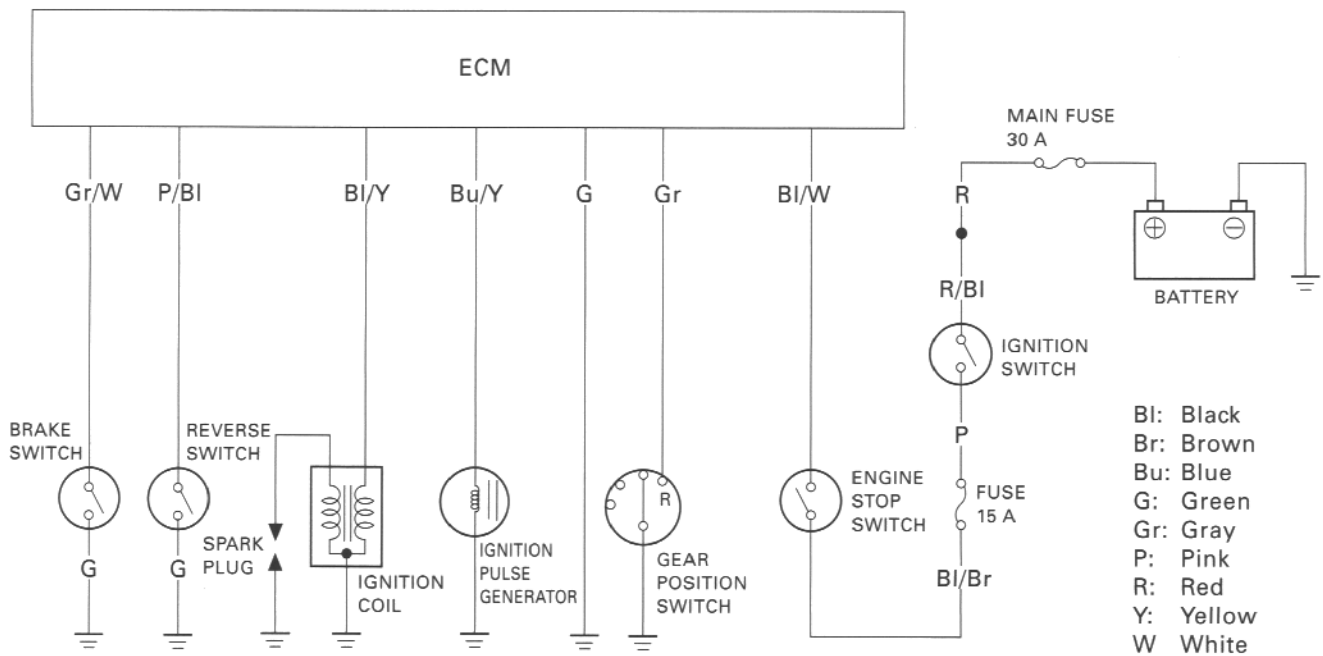 ECM
MAIN FUSE
30 A
Gr/W
P/Bl
Bl/Y
Bu/Y
G
Gr
Bl/W
R
R/Bl
BATTERY
IGNITION
SWITCH
P
FUSE
15 A
Bl/Br
BRAKE
SWITCH
G
REVERSE
SWITCH
G
SPARK
PLUG
IGNITION
COIL
IGNITION
PULSE
GENERATOR
R
GEAR
POSITION
SWITCH
ENGINE
STOP
SWITCH
Bl: Black
Br: Brown
Bu: Blue
G: Green
Gr: Gray
P: Pink
R: Red
Y: Yellow
W White